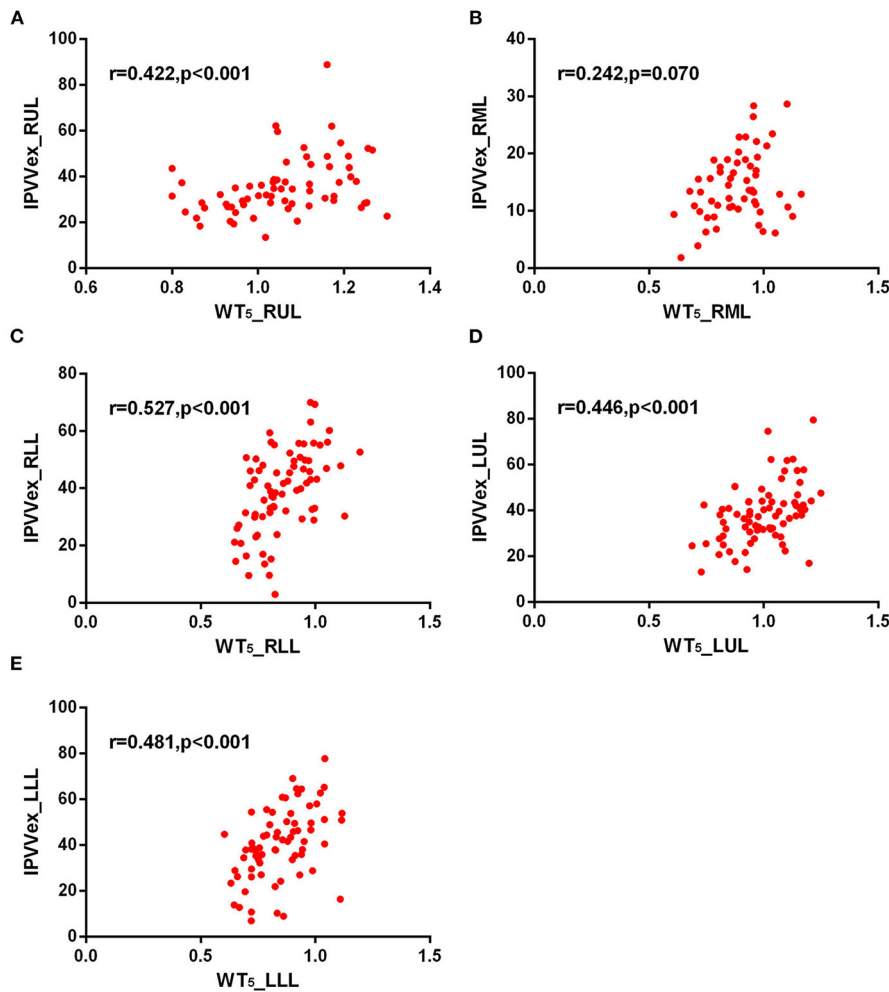 A
IPVVex_RUL
100
80
60
40
20
0
r=0.422,p<0.001
0.6 0.8 1.0 1.2 1.4
WT5_RUL
B
IPVVex_RML
40
30
20
10
0
r=0.242,p=0.070
0.0 0.5 1.0 1.5
WT5_RML
C
IPVVex_RLL
80
60
40
20
0
r=0.527,p<0.001
0.0 0.5 1.0 1.5
WT5_RLL
D
IPVVex_LUL
100
80
60
40
20
0
r=0.446,p<0.001
0.0 0.5 1.0 1.5
WT5_LUL
E
IPVVex_LLL
100
80
60
40
20
0
r=0.481,p<0.001
0.0 0.5 1.0 1.5
WT5_LLL